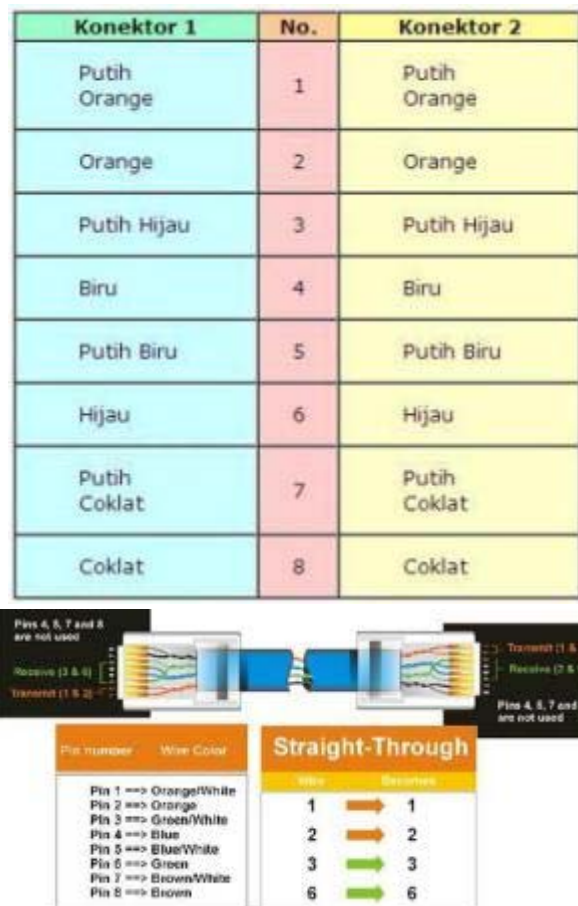 Konektor 1 No. Konektor 2
Putih
Orange
1
Putih
Orange
Orange 2 Orange
Putih Hijau 3 Putih Hijau
Biru 4 Biru
Putih Biru 5 Putih Biru
Hijau 6 Hijau
Putih
Coklat
7
Putih
Coklat
Coklat 8 Coklat
Pins 4, 5, 7 and 8
are not used
Receive (3 & 6)
Transmit (1 & 2)
Transmit (1 &
Receive
Pins 4, 5, 7 and
are not used
Pin number Wire Color
Pin 1 ==> Orange/White
Pin 2 ==> Orange
Pin 3 ==> Green/White
Pin 4 ==> Blue
Pin 5 ==> Blue/White
Pin 6 ==> Green
Pin 7 ==> Brown/White
Pin 8 ==> Brown
Straight-Through
Wire Becomes
1 1
2 2
3 3
6 6